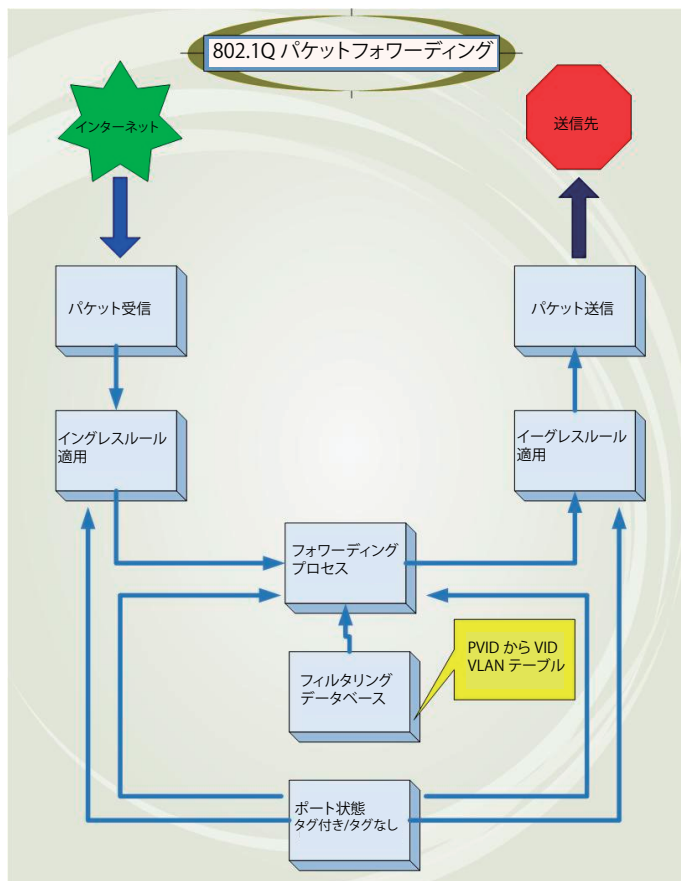 802.1Q パケットフォワーディング
インターネット
送信先
パケット受信
パケット送信
イングレスルール
適用
イーグレスルール
適用
フォワーディング
プロセス
PVID から VID
VLAN テーブル
フィルタリング
データベース
ポート状態
タグ付き/タグなし